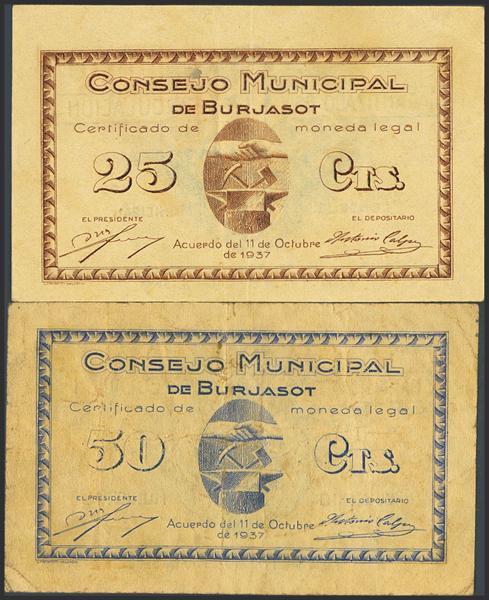 CONSEJO MUNICIPAL
DE BURJASOT
Certificado de moneda legal
25 CTS.
EL PRESIDENTE
EL DEPOSITARIO
Acuerdo del 11 de Octubre
de 1937
CONSEJO MUNICIPAL
DE BURJASOT
Certificado de moneda legal
50 CTS.
EL PRESIDENTE
EL DEPOSITARIO
Acuerdo del 11 de Octubre
de 1937